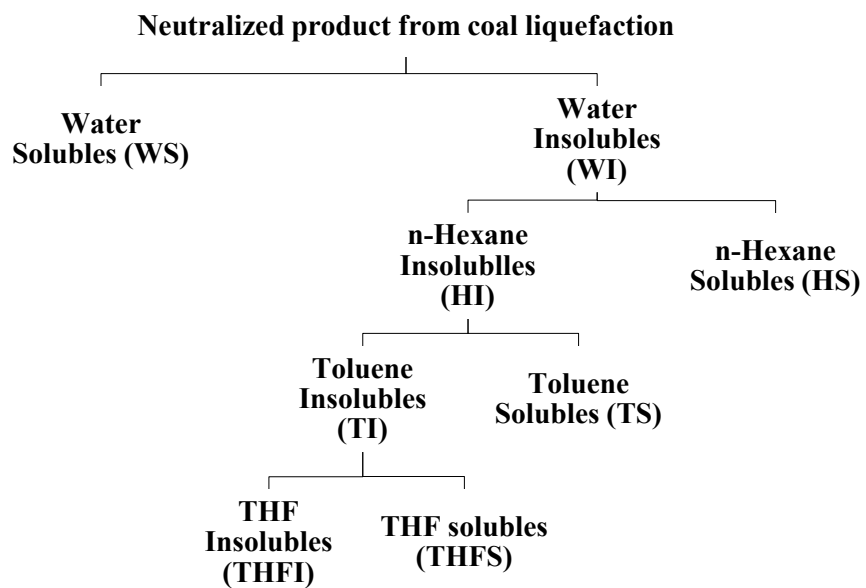 Neutralized product from coal liquefaction
Water
Solubles (WS)
Water
Insolubles
(WI)
n-Hexane
Insolublles
(HI)
n-Hexane
Solubles (HS)
Toluene
Insolubles
(TI)
Toluene
Solubles (TS)
THF
Insolubles
(THFI)
THF solubles
(THFS)